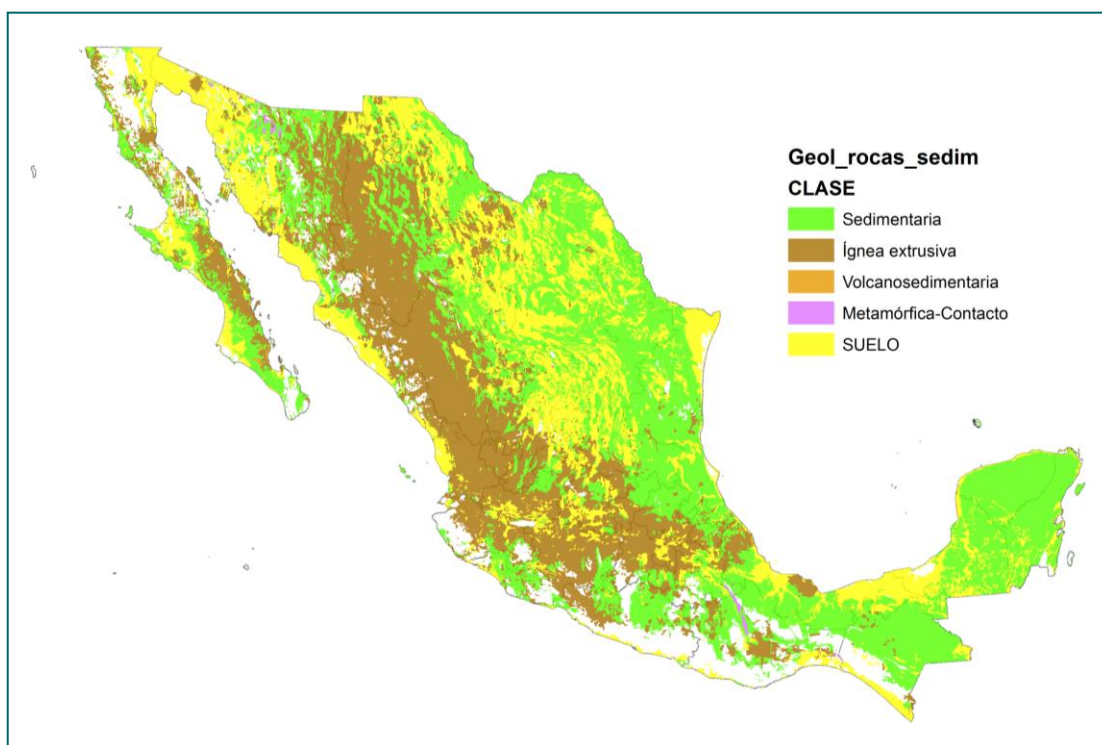 Geol_rocas_sedim
CLASE
Sedimentaria
Ígnea extrusiva
Volcanosedimentaria
Metamórfica-Contacto
SUELO